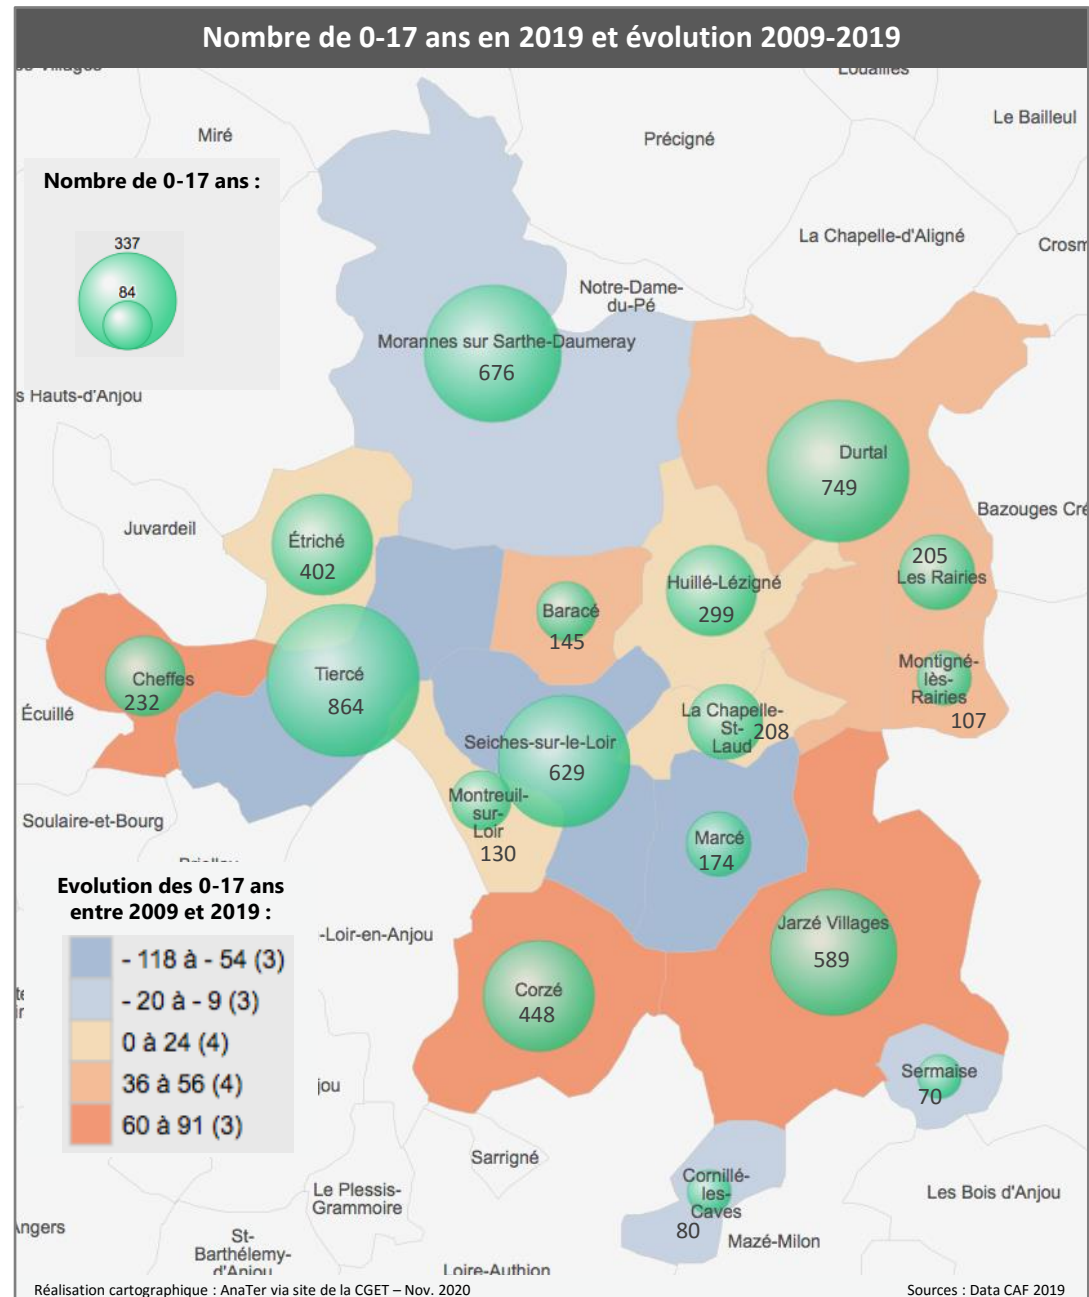 Nombre de 0-17 ans en 2019 et évolution 2009-2019
Louailles
Le Bailleul
Miré
Précigné
Nombre de 0-17 ans :
337
84
La Chapelle-d'Aligné
Crosm
Notre-Dame-
du-Pé
Morannes sur Sarthe-Daumeray
676
s Hauts-d'Anjou
Durtal
749
Juvardeil
Bazouges Cré
Étriché
402
205
Les Rairies
Huillé-Lézigné
299
Baracé
145
Montigné-
lès-
Rairies
107
Cheffes
232
Tiercé
864
Écuillé
La Chapelle-
St-
Laud
208
Seiches-sur-le-Loir
629
Montreuil-
sur-
Loir
130
Soulaire-et-Bourg
Marcé
174
Evolution des 0-17 ans
entre 2009 et 2019 :
- 118 à - 54 (3)
- 20 à - 9 (3)
0 à 24 (4)
36 à 56 (4)
60 à 91 (3)
-Loir-en-Anjou
Jarzé Villages
589
Corzé
448
jou
Sermaise
70
Sarrigné
Cornillé-
les-
Caves
80
Le Plessis-
Grammoire
Les Bois d'Anjou
Angers
St-
Barthélemy-
d'Anjou
Mazé-Milon
Loire-Authion
Réalisation cartographique : AnaTer via site de la CGET – Nov. 2020
Sources : Data CAF 2019